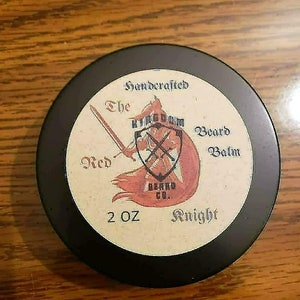 Handcrafted
The
KINGDOM
Beard
Balm
Red
BEARD
CO.
2 OZ
Knight